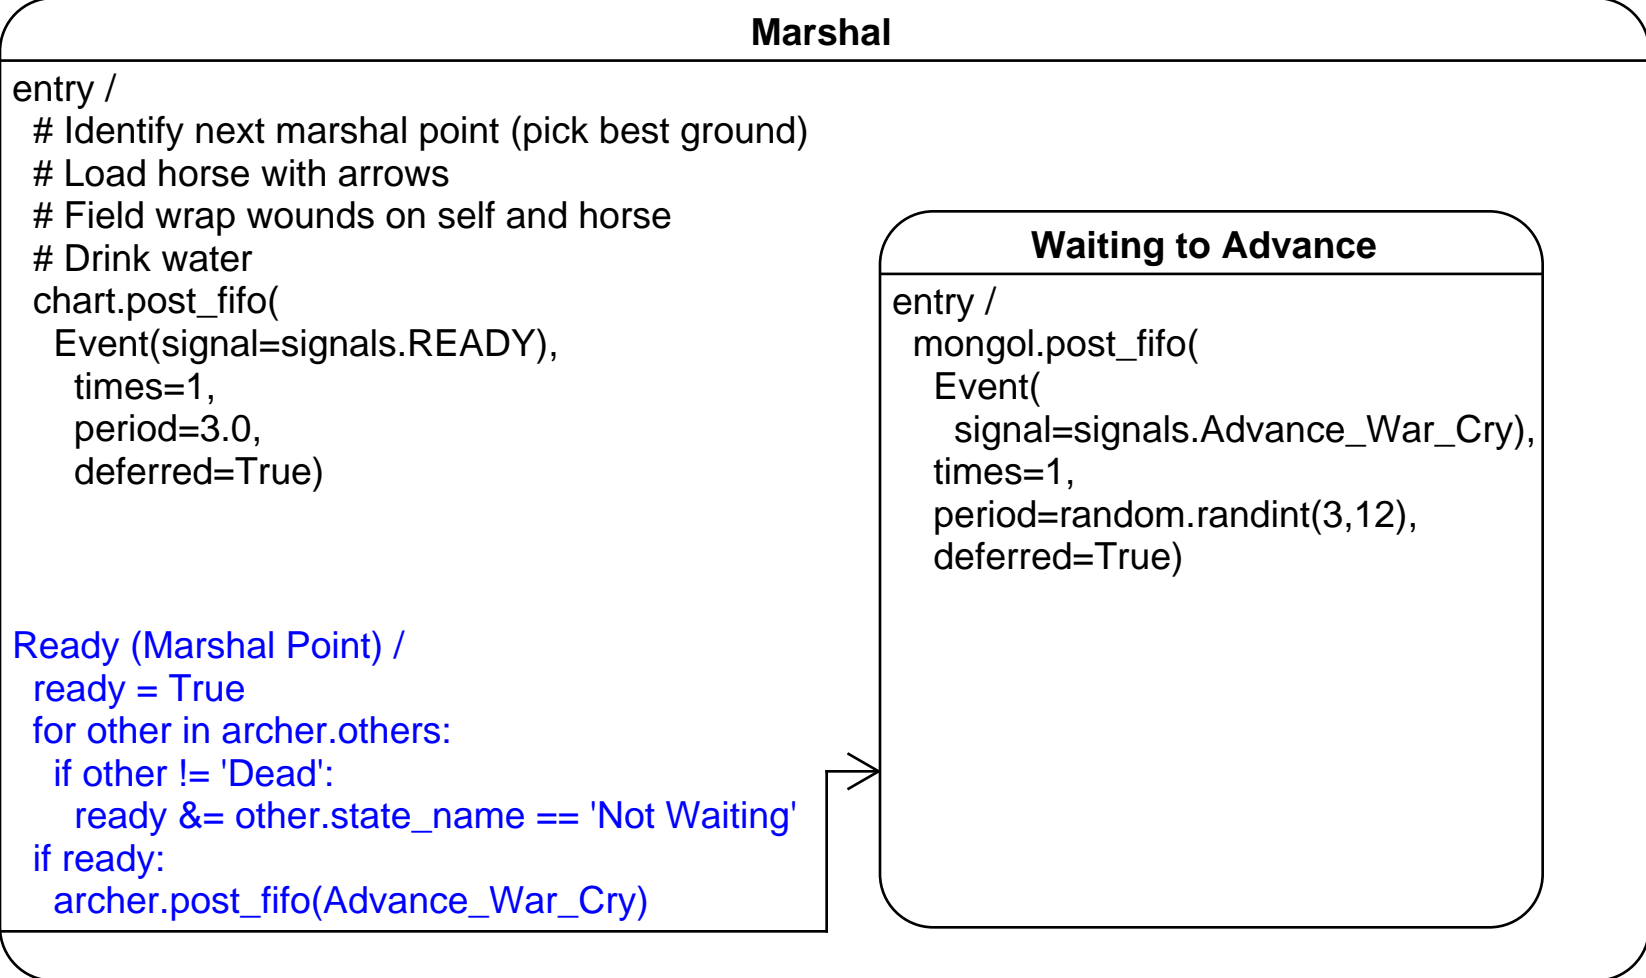 Marshal
entry /
# Identify next marshal point (pick best ground)
# Load horse with arrows
# Field wrap wounds on self and horse
# Drink water
chart.post_fifo(
Event(signal=signals.READY),
times=1,
period=3.0,
deferred=True)
Ready (Marshal Point) /
ready = True
for other in archer.others:
if other != 'Dead':
ready &= other.state_name == 'Not Waiting'
if ready:
archer.post_fifo(Advance_War_Cry)
Waiting to Advance
entry /
mongol.post_fifo(
Event(
signal=signals.Advance_War_Cry),
times=1,
period=random.randint(3,12),
deferred=True)